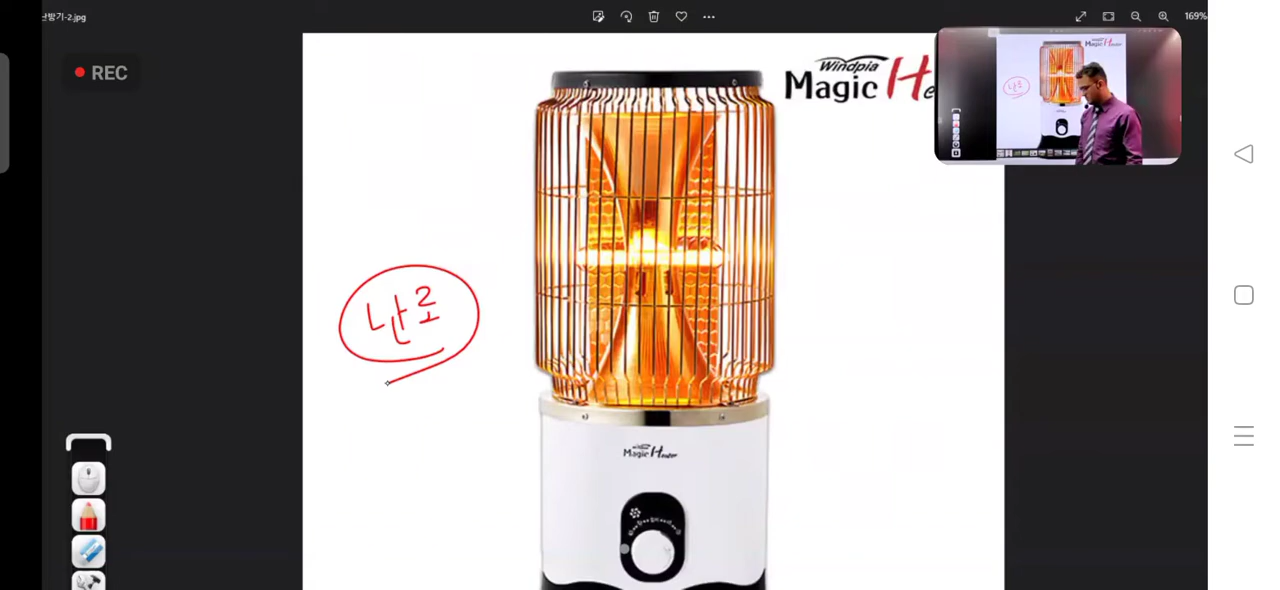 난방기-2.jpg
169%
REC
Windpia
Magic He
난로
Magic Heater